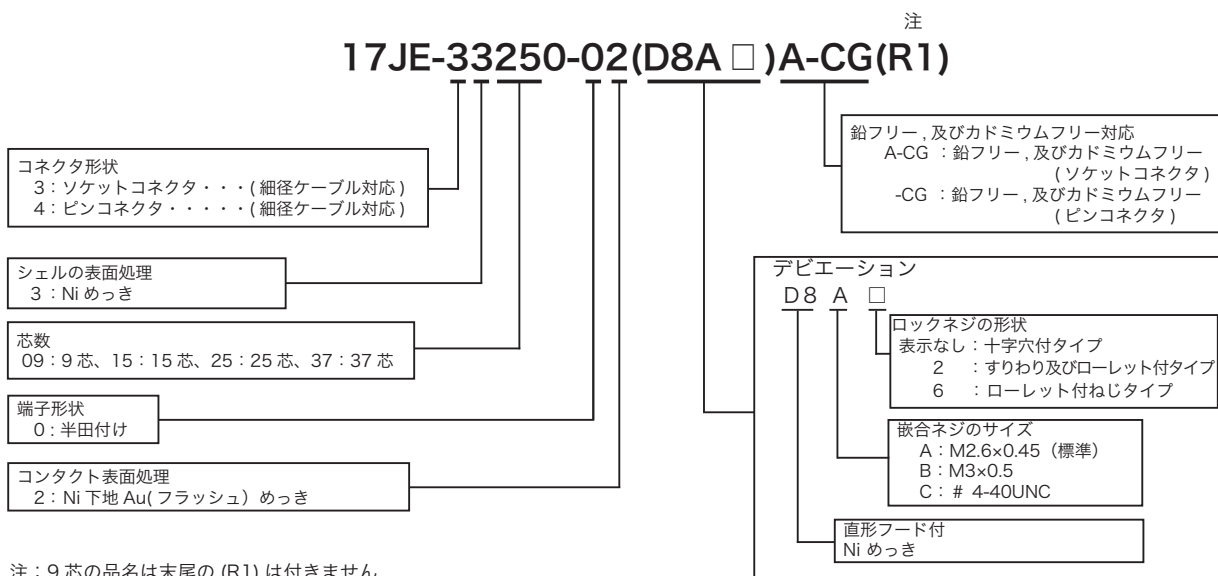 注
17JE-33250-02(D8A □)A-CG(R1)
コネクタ形状
3：ソケットコネクタ・・・( 細径ケーブル対応 )
4：ピンコネクタ・・・・・( 細径ケーブル対応 )
シェルの表面処理
3：Ni めっき
芯数
09：9 芯、15：15 芯、25：25 芯、37：37 芯
端子形状
0 : 半田付け
コンタクト表面処理
2：Ni 下地 Au( フラッシュ）めっき
鉛フリー , 及びカドミウムフリー対応
A-CG ：鉛フリー , 及びカドミウムフリー
( ソケットコネクタ )
-CG ：鉛フリー , 及びカドミウムフリー
( ピンコネクタ )
デビエーション
D8 A □
ロックネジの形状
表示なし：十字穴付タイプ
2 ：すりわり及びローレット付タイプ
6 ：ローレット付ねじタイプ
嵌合ネジのサイズ
A：M2.6×0.45（標準）
B：M3×0.5
C：# 4-40UNC
直形フード付
Ni めっき
注：9 芯の品名は末尾の (R1) は付きません